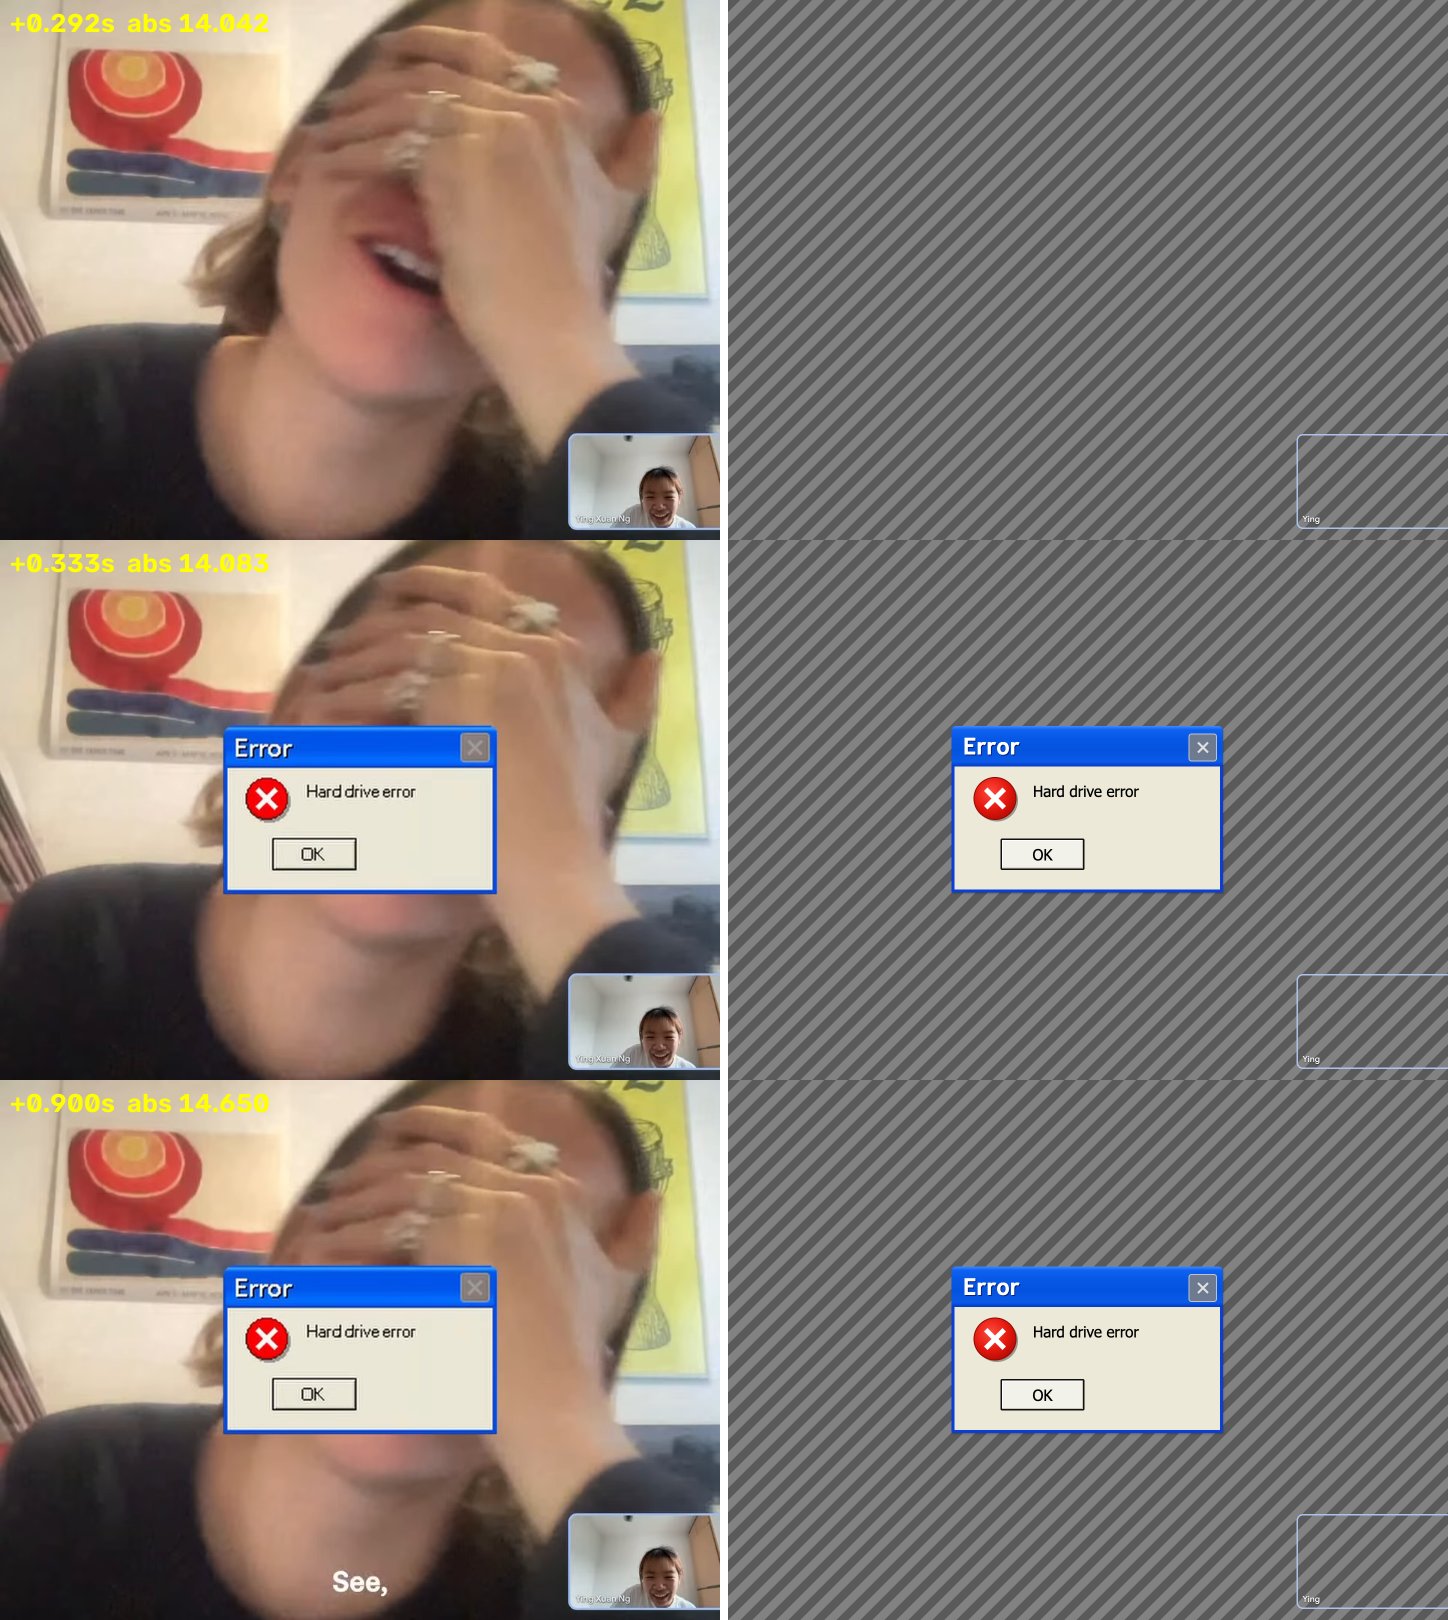 +0.292s abs 14.042
Ying Xuan Ng
Ying
+0.333s abs 14.083
Error
Hard drive error
OK
Ying Xuan Ng
Error
Hard drive error
OK
Ying
+0.900s abs 14.650
Error
Hard drive error
OK
See,
Ying Xuan Ng
Error
Hard drive error
OK
Ying